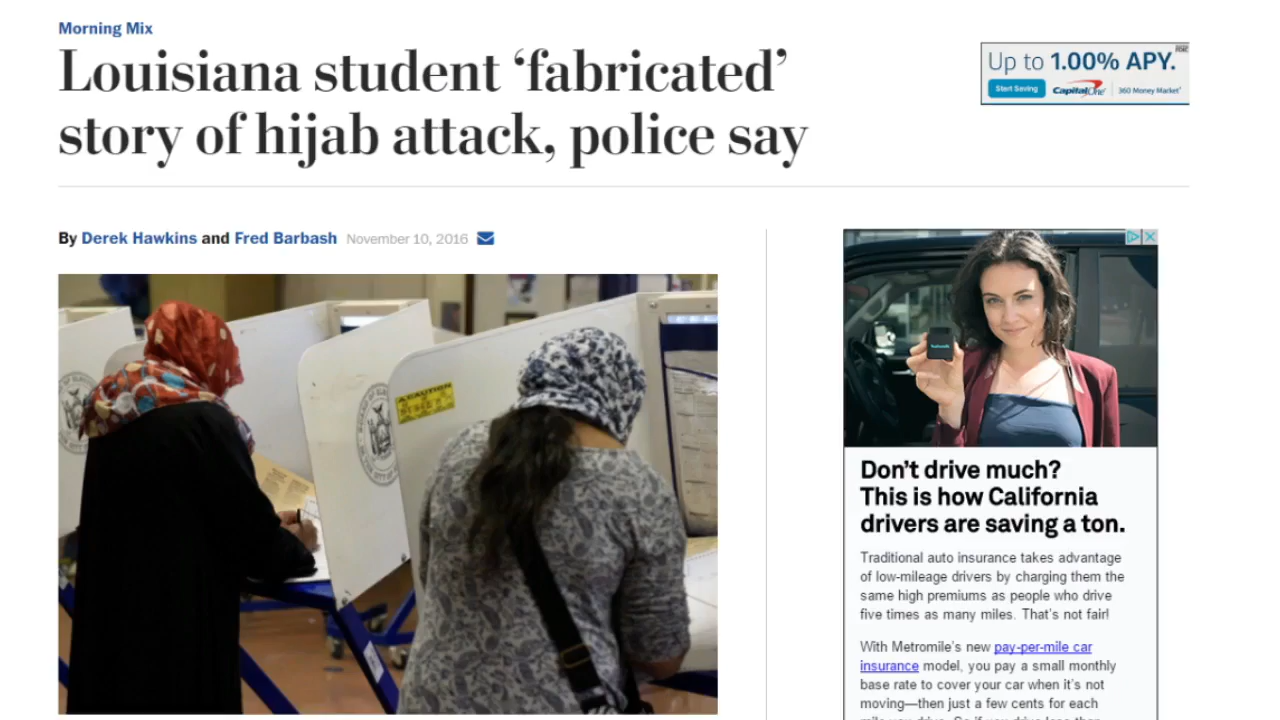 Morning Mix
Louisiana student ‘fabricated’
story of hijab attack, police say
Up to 1.00% APY.
Start Saving
Capital One
360 Money Market
By Derek Hawkins and Fred Barbash November 10, 2016
CAUTION
Don’t drive much?
This is how California
drivers are saving a ton.
Traditional auto insurance takes advantage
of low-mileage drivers by charging them the
same high premiums as people who drive
five times as many miles. That’s not fair!
With Metromile’s new pay-per-mile car
insurance model, you pay a small monthly
base rate to cover your car when it’s not
moving—then just a few cents for each